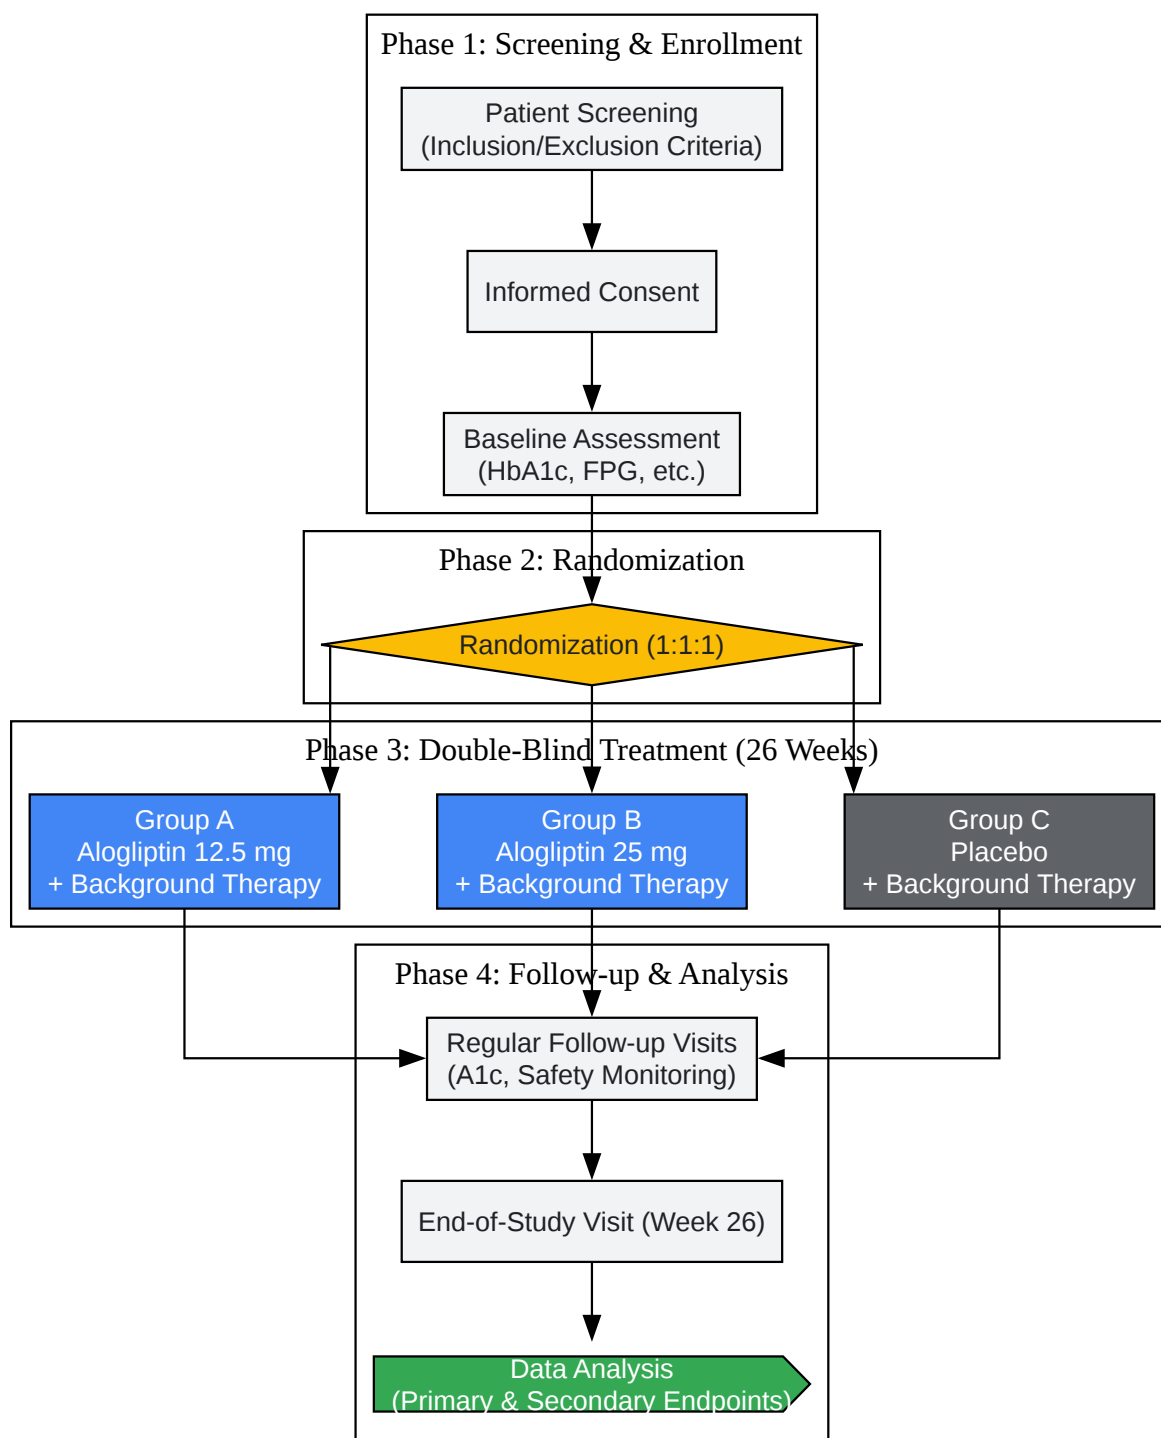 Phase 1: Screening & Enrollment
Patient Screening
(Inclusion/Exclusion Criteria)
Informed Consent
Baseline Assessment
(HbA1c, FPG, etc.)
Phase 2: Randomization
Randomization (1:1:1)
Phase 3: Double-Blind Treatment (26 Weeks)
Group A
Alogliptin 12.5 mg
+ Background Therapy
Group B
Alogliptin 25 mg
+ Background Therapy
Group C
Placebo
+ Background Therapy
Phase 4: Follow-up & Analysis
Regular Follow-up Visits
(A1c, Safety Monitoring)
End-of-Study Visit (Week 26)
Data Analysis
(Primary & Secondary Endpoints)